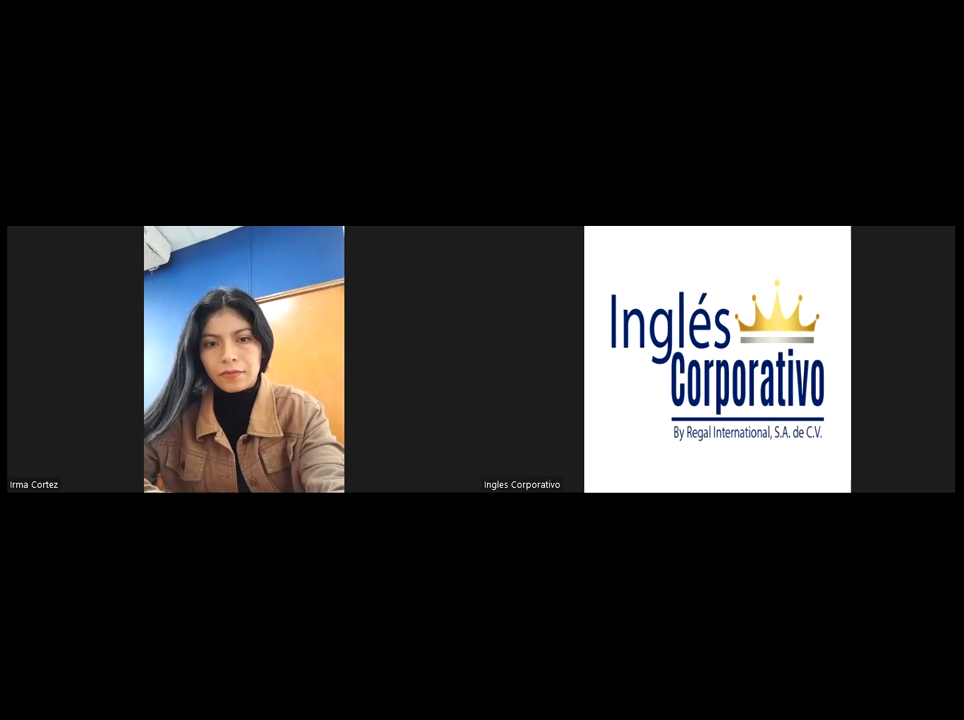 Inglés
Corporativo
By Regal International, S.A. de C.V.
Irma Cortez
Ingles Corporativo